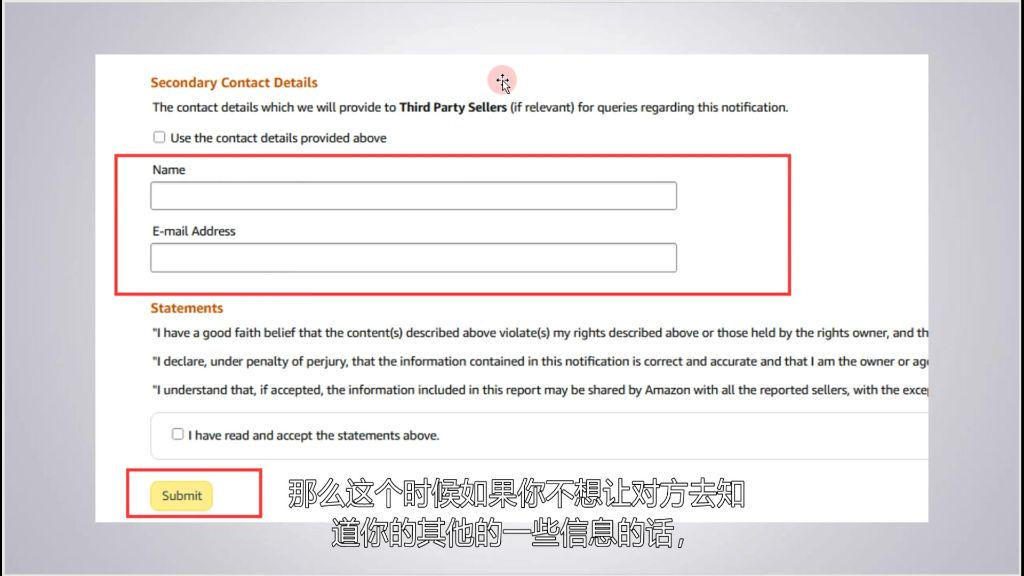 Secondary Contact Details
The contact details which we will provide to Third Party Sellers (if relevant) for queries regarding this notification.
Use the contact details provided above
Name
E-mail Address
Statements
"I have a good faith belief that the content(s) described above violate(s) my rights described above or those held by the rights owner, and th
"I declare, under penalty of perjury, that the information contained in this notification is correct and accurate and that I am the owner or age
"I understand that, if accepted, the information included in this report may be shared by Amazon with all the reported sellers, with the exce
I have read and accept the statements above.
Submit
那么这个时候如果你不想让对方去知
道你的其他的一些信息的话，